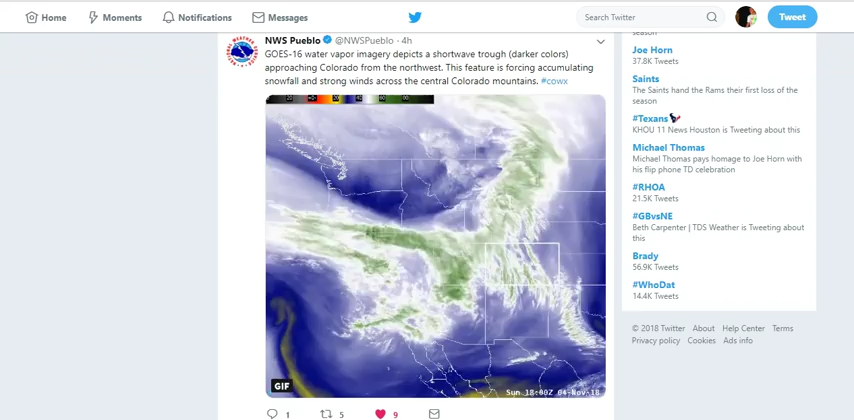 Home
Moments
Notifications
Messages
Search Twitter
Tweet
NWS Pueblo @NWSPueblo · 4h
GOES-16 water vapor imagery depicts a shortwave trough (darker colors)
approaching Colorado from the northwest. This feature is forcing accumulating
snowfall and strong winds across the central Colorado mountains. #cowx
GIF
Sun 18:00Z 04-Nov-18
1
5
9
season
Joe Horn
37.8K Tweets
Saints
The Saints hand the Rams their first loss of the
season
#Texans
KHOU 11 News Houston is Tweeting about this
Michael Thomas
Michael Thomas pays homage to Joe Horn with
his flip phone TD celebration
#RHOA
21.5K Tweets
#GBvsNE
Beth Carpenter | TDS Weather is Tweeting about
this
Brady
56.9K Tweets
#WhoDat
14.4K Tweets
© 2018 Twitter About Help Center Terms
Privacy policy Cookies Ads info